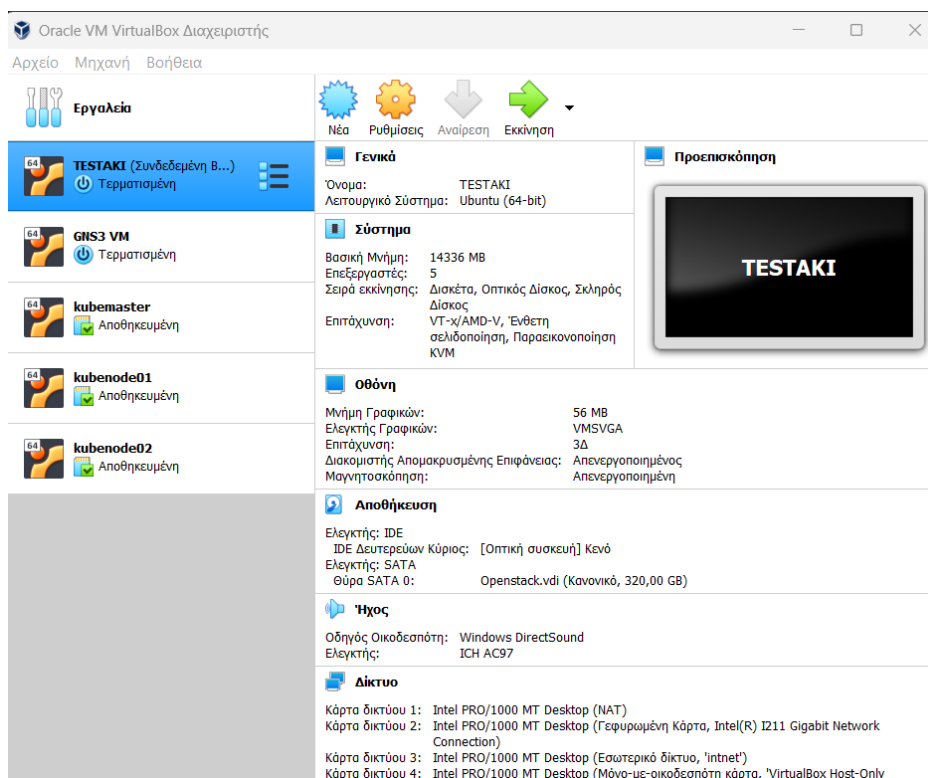 Oracle VM VirtualBox Διαχειριστής
Αρχείο Μηχανή Βοήθεια
Εργαλεία
Νέα Ρυθμίσεις Αναίρεση Εκκίνηση
64
TESTAKI (Συνδεδεμένη Β...)
Τερματισμένη
64
GNS3 VM
Τερματισμένη
64
kubemaster
Αποθηκευμένη
64
kubenode01
Αποθηκευμένη
64
kubenode02
Αποθηκευμένη
Γενικά
Όνομα: TESTAKI
Λειτουργικό Σύστημα: Ubuntu (64-bit)
Σύστημα
Βασική Μνήμη: 14336 MB
Επεξεργαστές: 5
Σειρά εκκίνησης: Δισκέτα, Οπτικός Δίσκος, Σκληρός
Δίσκος
Επιτάχυνση: VT-x/AMD-V, Ένθετη
σελιδοποίηση, Παραεικονοποίηση
KVM
Προεπισκόπηση
TESTAKI
Οθόνη
Μνήμη Γραφικών: 56 MB
Ελεγκτής Γραφικών: VMSVGA
Επιτάχυνση: 3Δ
Διακομιστής Απομακρυσμένης Επιφάνειας: Απενεργοποιημένος
Μαγνητοσκόπηση: Απενεργοποιημένη
Αποθήκευση
Ελεγκτής: IDE
IDE Δευτερεύων Κύριος: [Οπτική συσκευή] Κενό
Ελεγκτής: SATA
Θύρα SATA 0: Openstack.vdi (Κανονικό, 320,00 GB)
Ήχος
Οδηγός Οικοδεσπότη: Windows DirectSound
Ελεγκτής: ICH AC97
Δίκτυο
Κάρτα δικτύου 1: Intel PRO/1000 MT Desktop (NAT)
Κάρτα δικτύου 2: Intel PRO/1000 MT Desktop (Γεφυρωμένη Κάρτα, Intel(R) I211 Gigabit Network
Connection)
Κάρτα δικτύου 3: Intel PRO/1000 MT Desktop (Εσωτερικό δίκτυο, 'intnet')
Κάρτα δικτύου 4: Intel PRO/1000 MT Desktop (Μόνο-με-οικοδεσπότη κάρτα, 'VirtualBox Host-Only